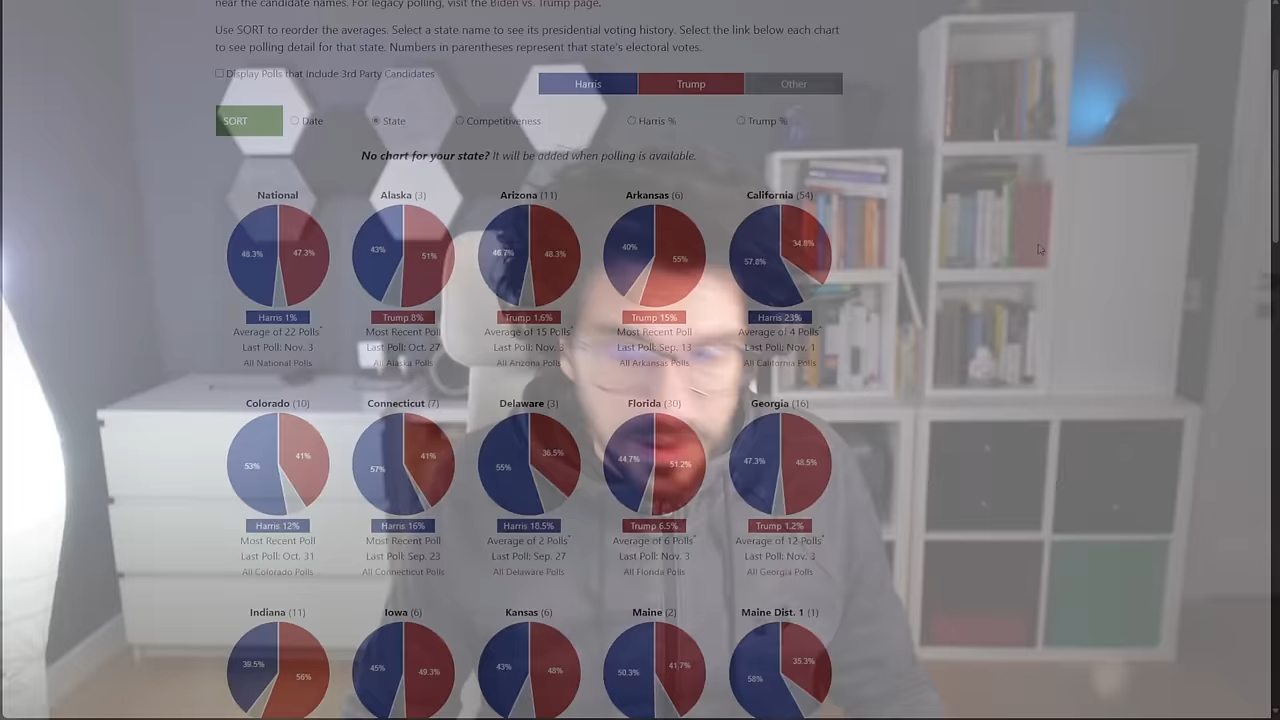 near the candidate names. For legacy polling, visit the Biden vs. Trump page.
Use SORT to reorder the averages. Select a state name to see its presidential voting history. Select the link below each chart
to see polling detail for that state. Numbers in parentheses represent that state's electoral votes.
Display Polls that Include 3rd Party Candidates
Harris Trump Other
SORT Date State Competitiveness Harris % Trump %
No chart for your state? It will be added when polling is available.
National Alaska (3) Arizona (11) Arkansas (6) California (54)
48.3% 47.3% 43% 51% 46.7% 48.3% 40% 55% 57.8% 34.8%
Harris 1% Trump 8% Trump 1.6% Trump 15% Harris 23%
Average of 22 Polls* Most Recent Poll Average of 15 Polls* Most Recent Poll Average of 4 Polls*
Last Poll: Nov. 3 Last Poll: Oct. 27 Last Poll: Nov. 3 Last Poll: Sep. 13 Last Poll: Nov. 1
All National Polls All Alaska Polls All Arizona Polls All Arkansas Polls All California Polls
Colorado (10) Connecticut (7) Delaware (3) Florida (30) Georgia (16)
53% 41% 57% 41% 55% 36.5% 44.7% 51.2% 47.3% 48.5%
Harris 12% Harris 16% Harris 18.5% Trump 6.5% Trump 1.2%
Most Recent Poll Most Recent Poll Average of 2 Polls* Average of 6 Polls* Average of 12 Polls*
Last Poll: Oct. 31 Last Poll: Sep. 23 Last Poll: Sep. 27 Last Poll: Nov. 3 Last Poll: Nov. 3
All Colorado Polls All Connecticut Polls All Delaware Polls All Florida Polls All Georgia Polls
Indiana (11) Iowa (6) Kansas (6) Maine (2) Maine Dist. 1 (1)
39.5% 56% 45% 49.3% 43% 48% 50.3% 41.7% 58% 35.3%